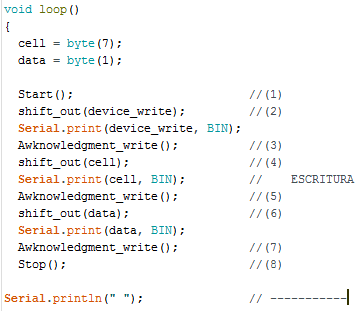 void loop()
{
cell = byte(7);
data = byte(1);
Start(); //(1)
shift_out(device_write); //(2)
Serial.print(device_write, BIN);
Awknowledgment_write(); //(3)
shift_out(cell); //(4)
Serial.print(cell, BIN); // ESCRITURA
Awknowledgment_write(); //(5)
shift_out(data); //(6)
Serial.print(data, BIN);
Awknowledgment_write(); //(7)
Stop(); //(8)
Serial.println(" "); // -----------